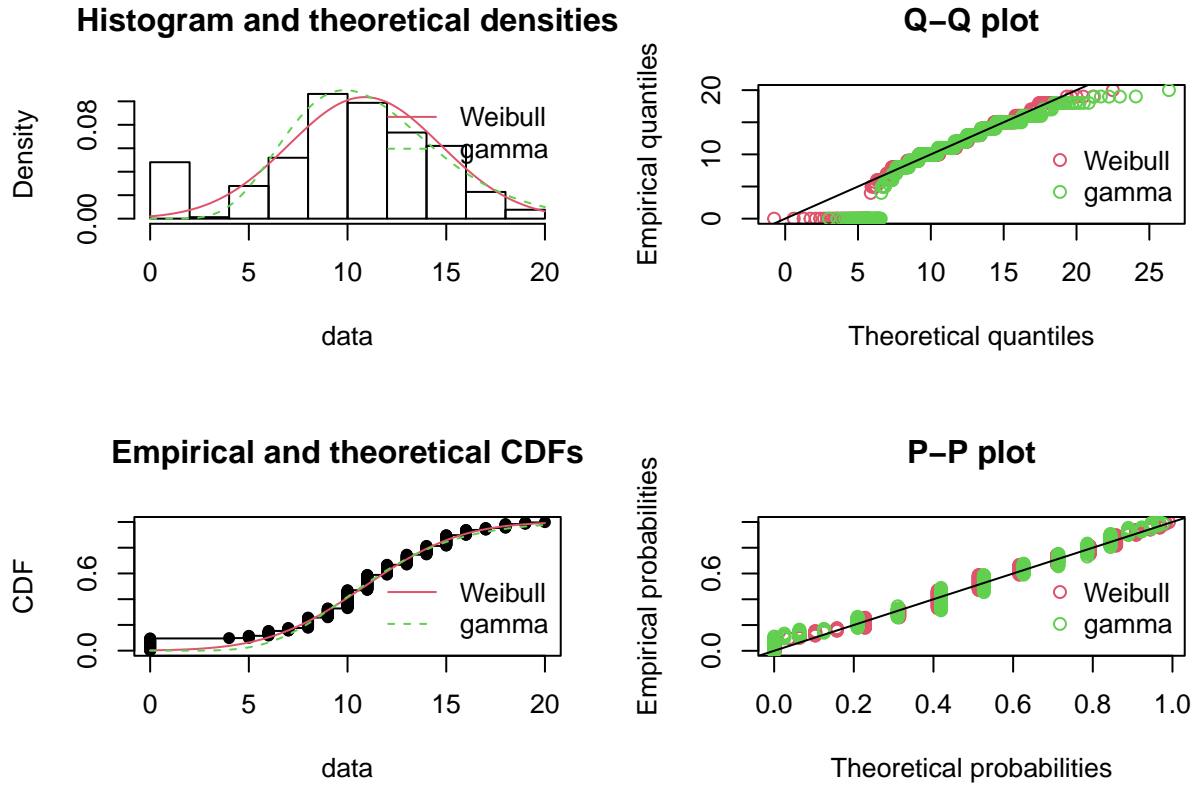 Histogram and theoretical densities
Density
0.00
0.08
0 5 10 15 20
data
Weibull
gamma
Q−Q plot
Empirical quantiles
0
10
20
0 5 10 15 20 25
Theoretical quantiles
Weibull
gamma
Empirical and theoretical CDFs
CDF
0.0
0.6
0 5 10 15 20
data
Weibull
gamma
P−P plot
Empirical probabilities
0.0
0.6
0.0 0.2 0.4 0.6 0.8 1.0
Theoretical probabilities
Weibull
gamma